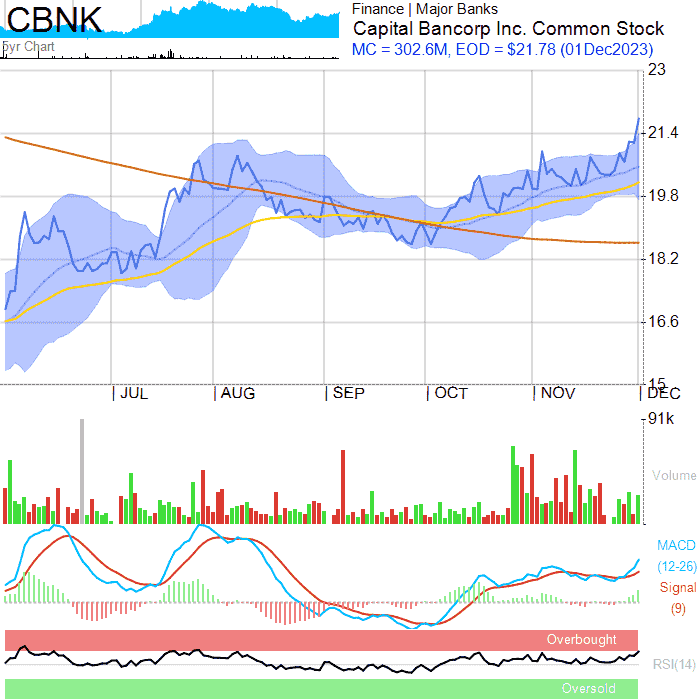 CBNK
5yr Chart
Finance | Major Banks
Capital Bancorp Inc. Common Stock
MC = 302.6M, EOD = $21.78 (01Dec2023)
23
21.4
19.8
18.2
16.6
15
JUL
AUG
SEP
OCT
NOV
DEC
91k
Volume
MACD
(12-26)
Signal
(9)
Overbought
RSI(14)
Oversold